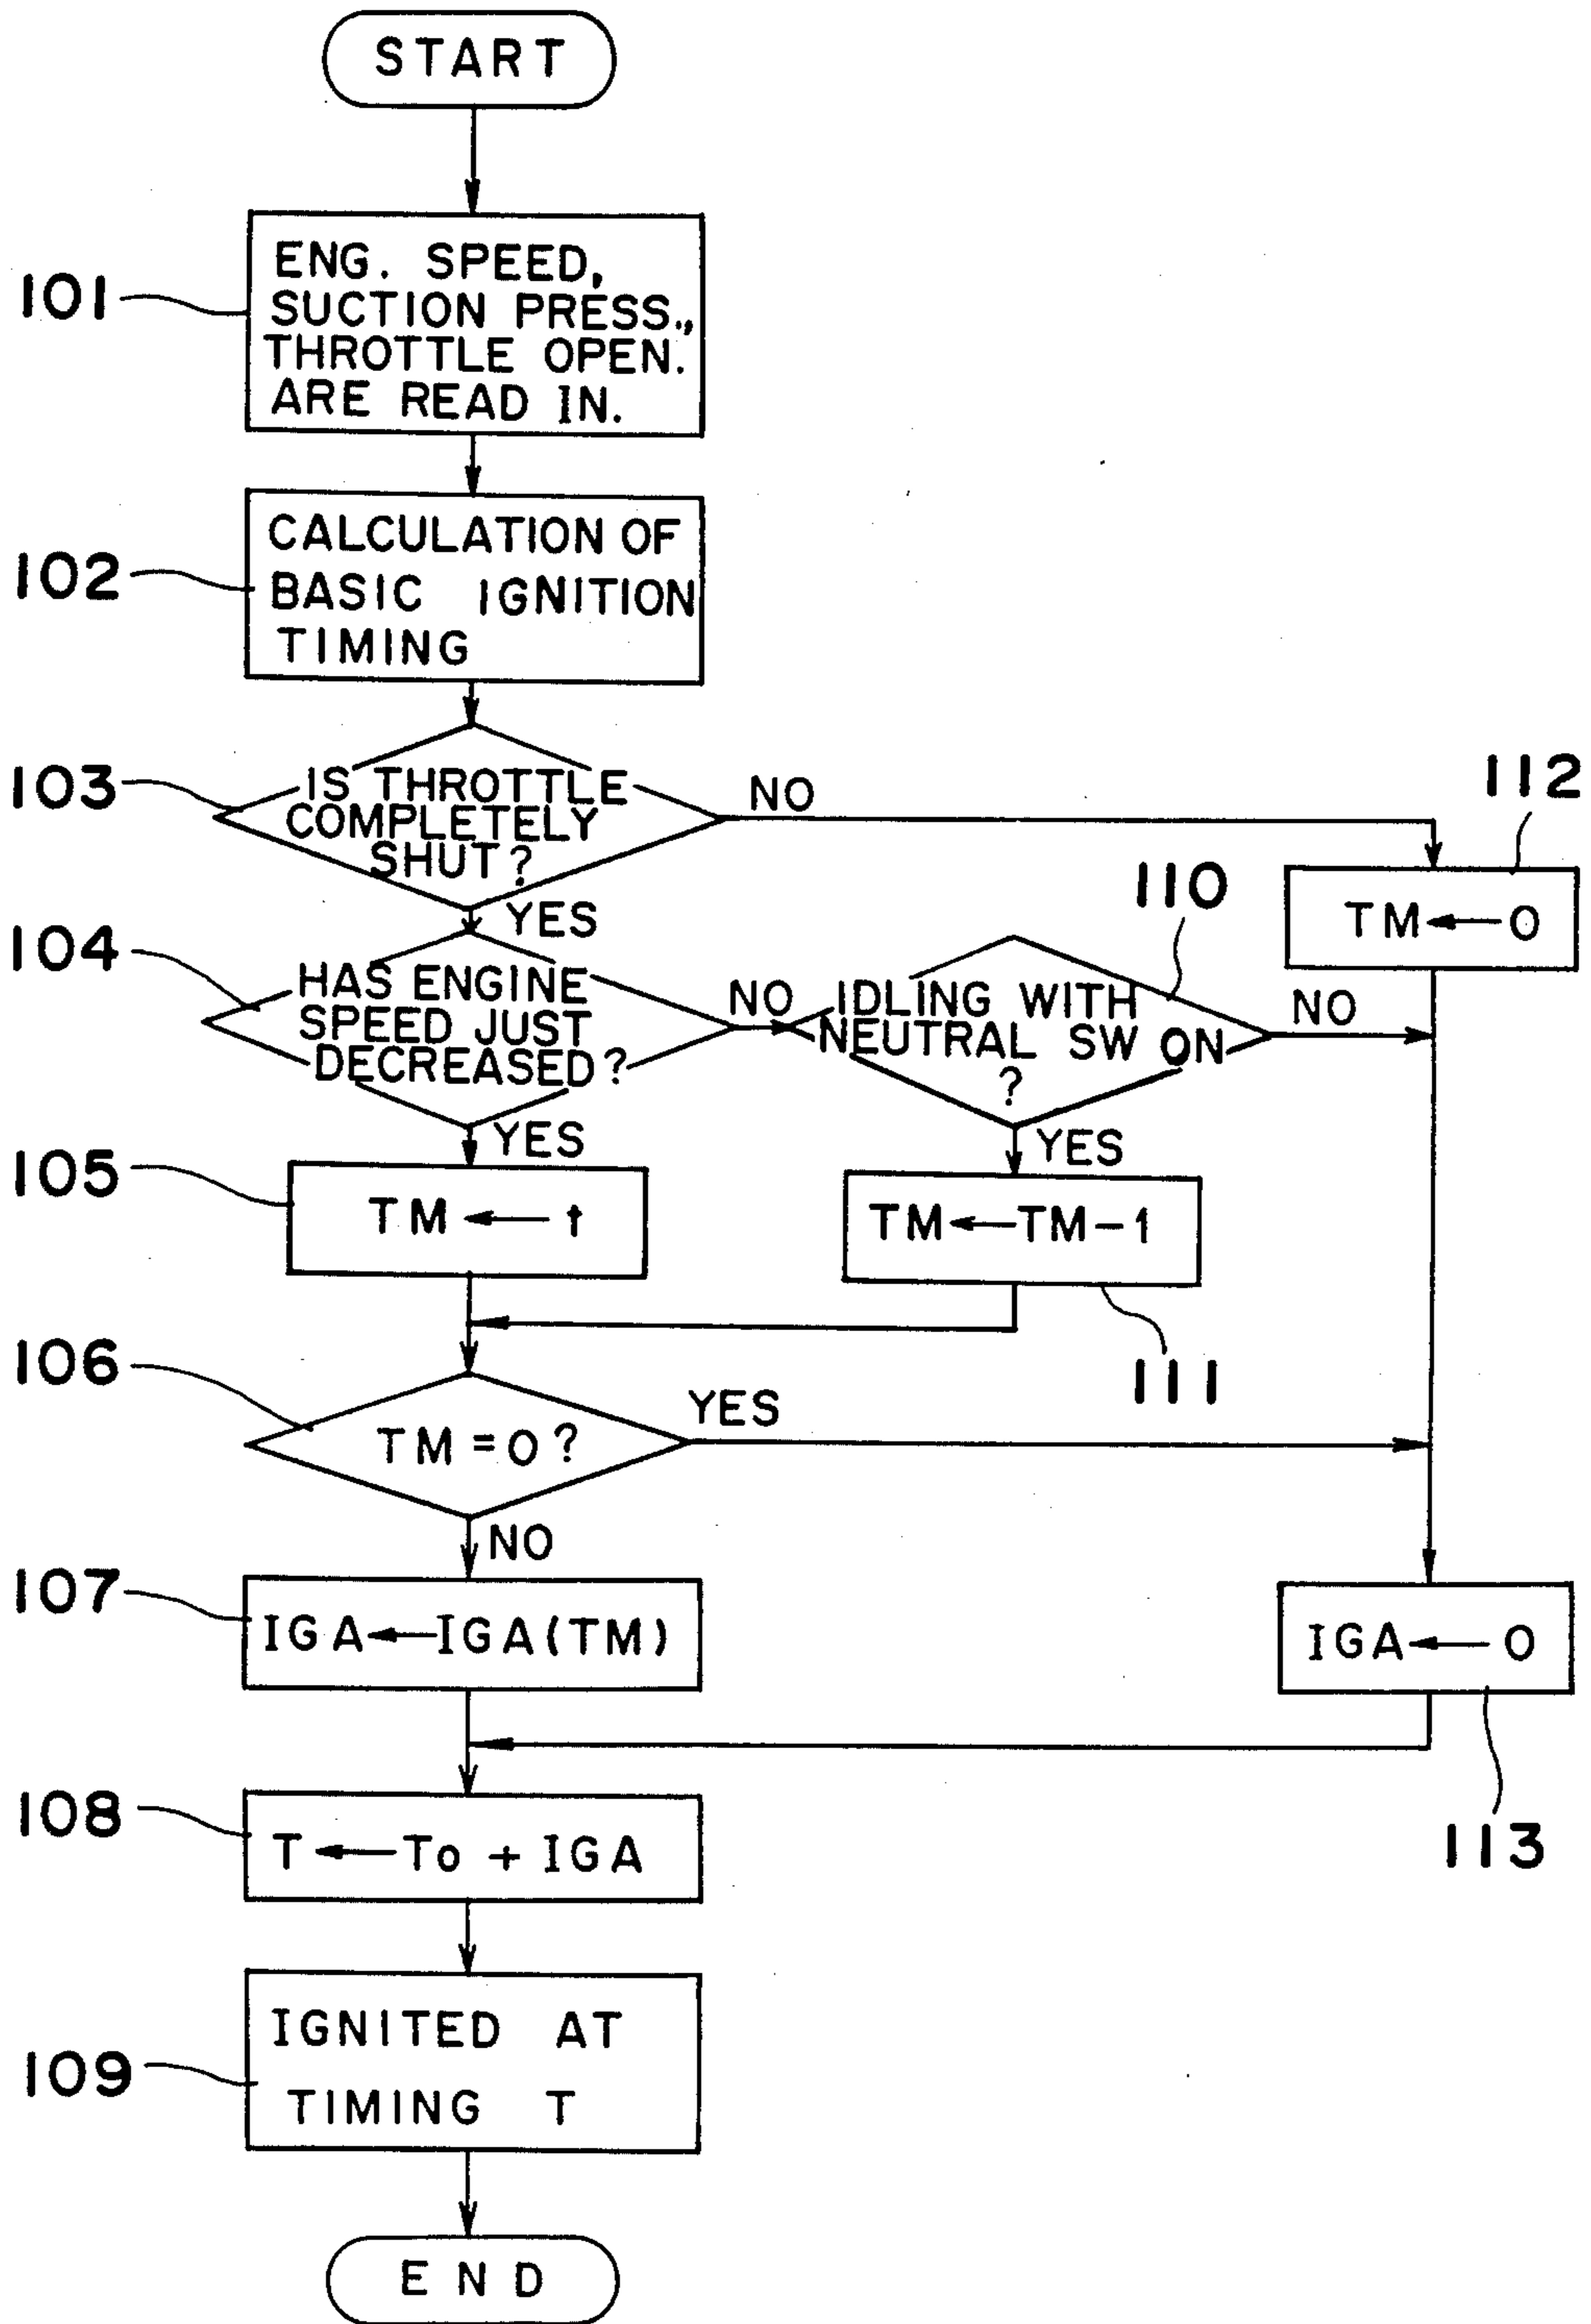 START
101
ENG. SPEED,
SUCTION PRESS.,
THROTTLE OPEN.
ARE READ IN.
102
CALCULATION OF
BASIC IGNITION
TIMING
103
IS THROTTLE
COMPLETELY
SHUT?
NO
YES
112
TM ← 0
104
HAS ENGINE
SPEED JUST
DECREASED?
NO
YES
110
IDLING WITH
NEUTRAL SW ON
?
NO
YES
105
TM ← t
TM ← TM-1
111
106
TM = 0?
YES
NO
107
IGA ← IGA(TM)
IGA ← 0
113
108
T ← To + IGA
109
IGNITED AT
TIMING T
END